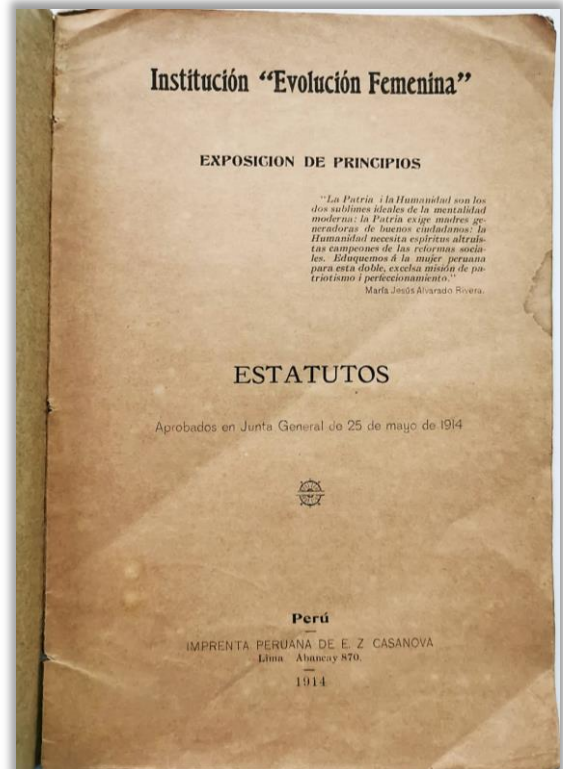 Institución “Evolución Femenina”
EXPOSICION DE PRINCIPIOS
“La Patria i la Humanidad son los
dos sublimes ideales de la mentalidad
moderna: la Patria exige madres ge-
neradoras de buenos ciudadanos: la
Humanidad necesita espíritus altruis-
tas campeones de las reformas socia-
les. Eduquemos á la mujer peruana
para esta doble, excelsa misión de pa-
triotismo i perfeccionamiento.”
María Jesús Alvarado Rivera.
ESTATUTOS
Aprobados en Junta General de 25 de mayo de 1914
Perú
IMPRENTA PERUANA DE E. Z CASANOVA
Lima Abancay 870.
1914